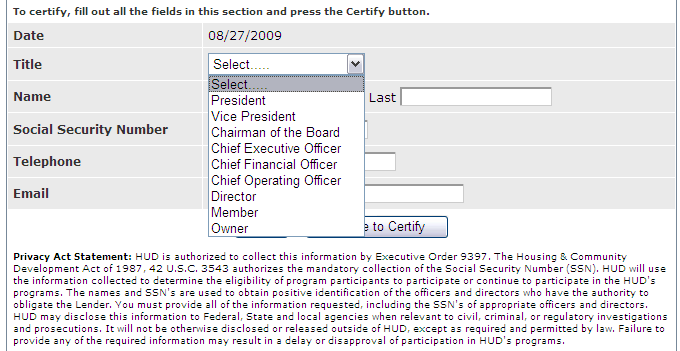 To certify, fill out all the fields in this section and press the Certify button.
Date 08/27/2009
Title Select.....
Select.....
Name Last
President
Vice President
Social Security Number
Chairman of the Board
Chief Executive Officer
Telephone
Chief Financial Officer
Chief Operating Officer
Email
Director
Member
Owner
e to Certify
Privacy Act Statement: HUD is authorized to collect this information by Executive Order 9397. The Housing & Community
Development Act of 1987, 42 U.S.C. 3543 authorizes the mandatory collection of the Social Security Number (SSN). HUD will use
the information collected to determine the eligibility of program participants to participate or continue to participate in the HUD's
programs. The names and SSN's are used to obtain positive identification of the officers and directors who have the authority to
obligate the Lender. You must provide all of the information requested, including the SSN's of appropriate officers and directors.
HUD may disclose this information to Federal, State and local agencies when relevant to civil, criminal, or regulatory investigations
and prosecutions. It will not be otherwise disclosed or released outside of HUD, except as required and permitted by law. Failure to
provide any of the required information may result in a delay or disapproval of participation in HUD's programs.